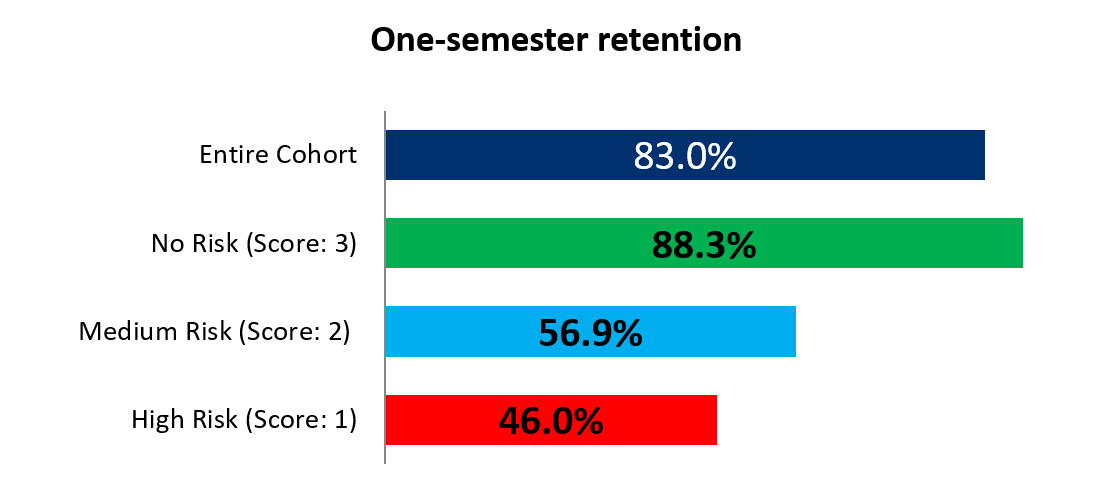 One-semester retention
Entire Cohort
83.0%
No Risk (Score: 3)
88.3%
Medium Risk (Score: 2)
56.9%
High Risk (Score: 1)
46.0%